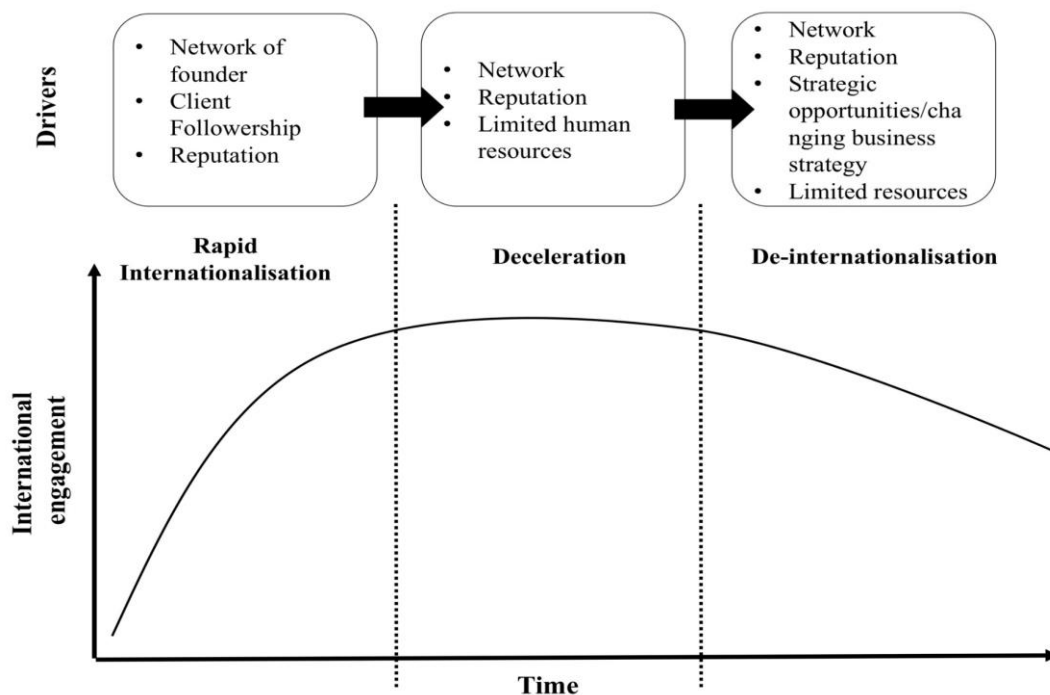 Drivers
• Network of
founder
• Client
Followership
• Reputation
• Network
• Reputation
• Limited human
resources
• Network
• Reputation
• Strategic
opportunities/cha
nging business
strategy
• Limited resources
Rapid
Internationalisation
Deceleration
De-internationalisation
International
engagement
Time